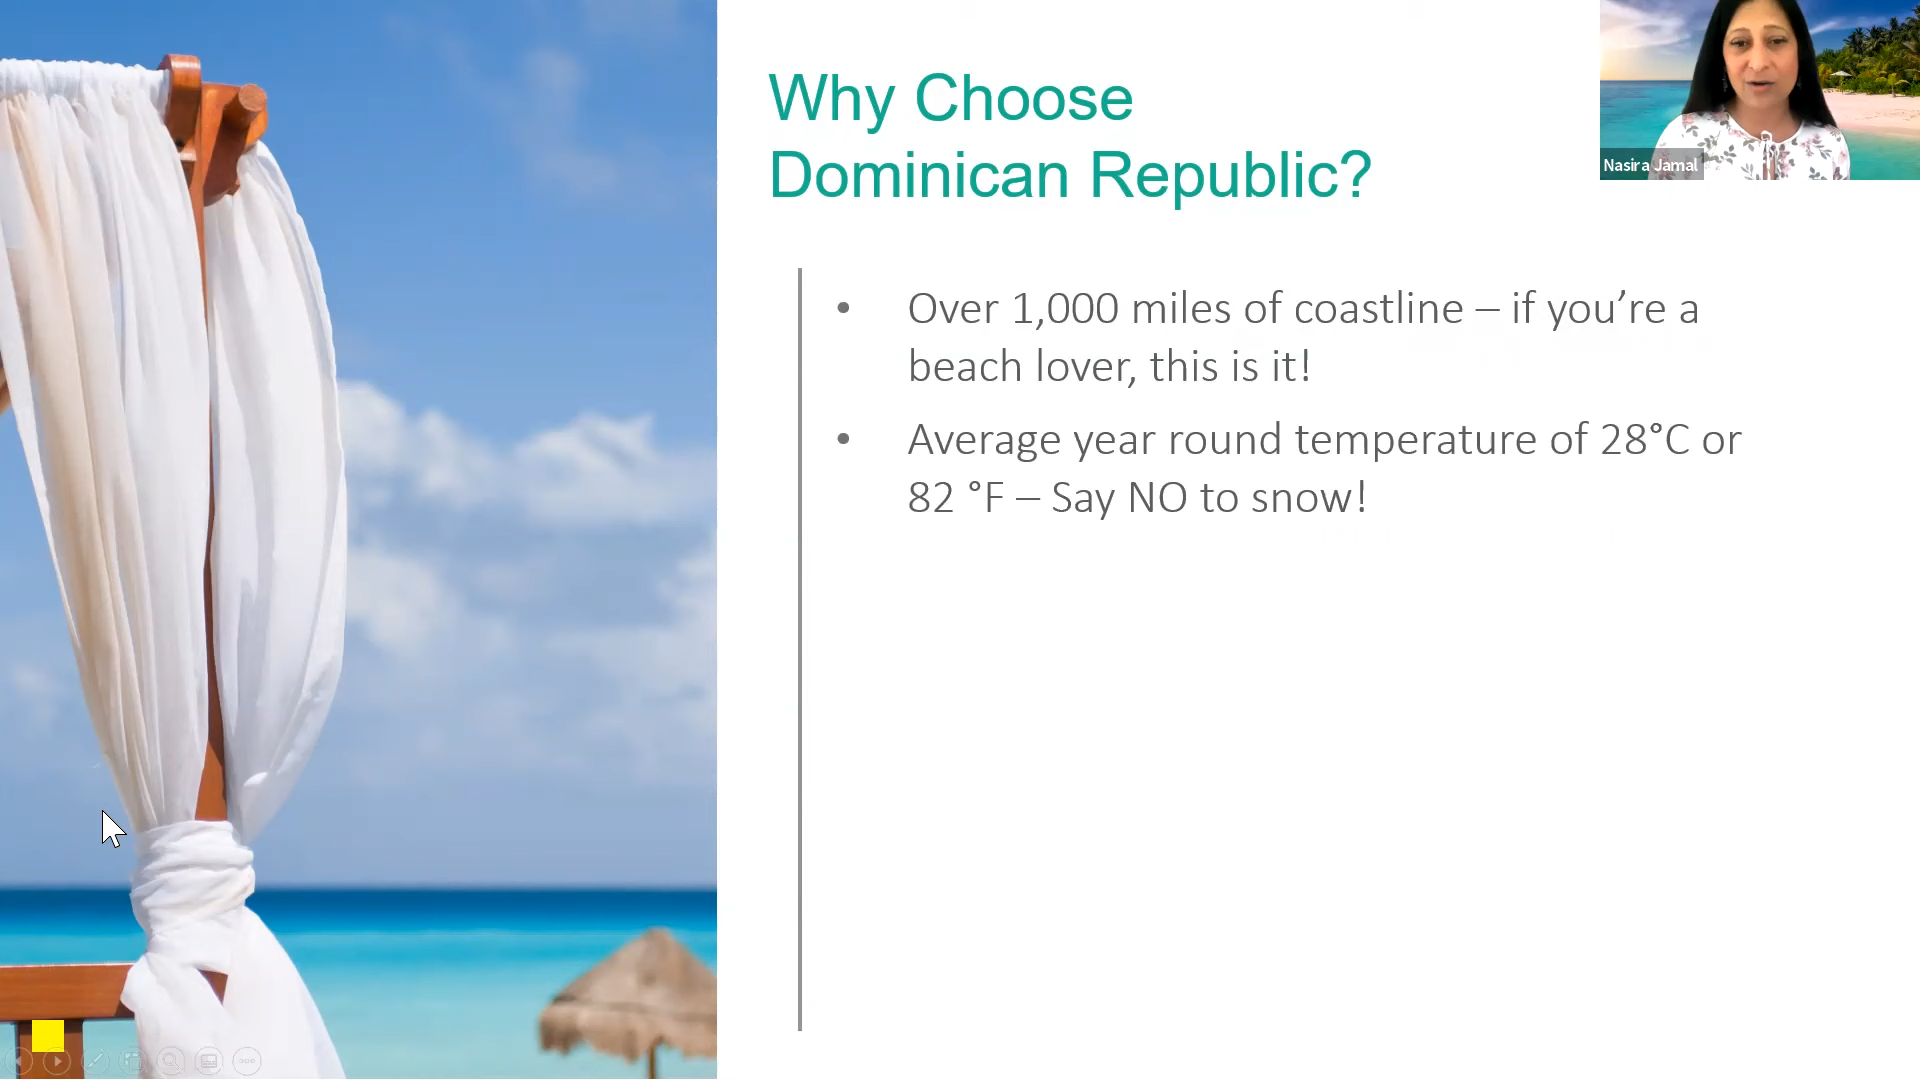 Why Choose
Dominican Republic?
Nasira Jamal
• Over 1,000 miles of coastline – if you’re a
beach lover, this is it!
• Average year round temperature of 28°C or
82 °F – Say NO to snow!